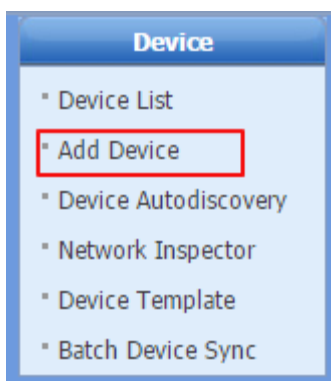 Device
Device List
Add Device
Device Autodiscovery
Network Inspector
Device Template
Batch Device Sync